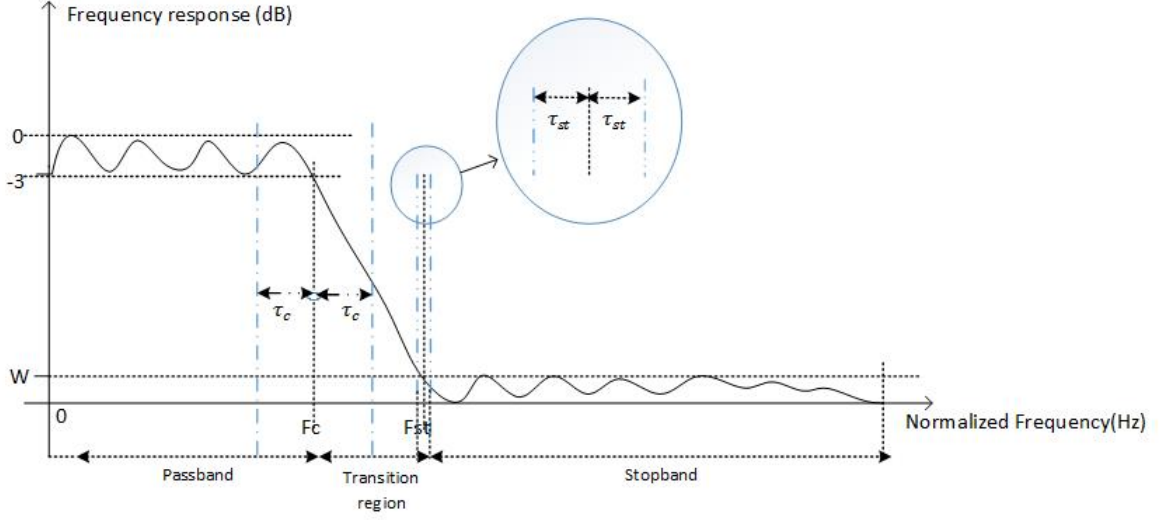 Frequency response (dB)
τst τst
0
-3
τc τc
W
0
Fc Fst
Normalized Frequency(Hz)
Passband
Transition
region
Stopband